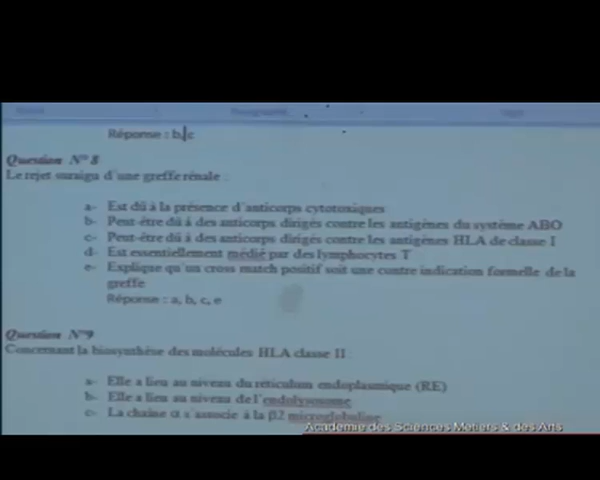 Réponse : b,c
Question N° 8
Le rejet suraigu d'une greffe rénale :
a- Est dû à la présence d'anticorps cytotoxiques
b- Peut-être dû à des anticorps dirigés contre les antigènes du système ABO
c- Peut-être dû à des anticorps dirigés contre les antigènes HLA de classe I
d- Est essentiellement médié par des lymphocytes T
e- Explique qu'un cross match positif soit une contre indication formelle de la
greffe
Réponse : a, b, c, e
Question N°9
Concernant la biosynthèse des molécules HLA classe II
a- Elle a lieu au niveau du réticulum endoplasmique (RE)
b- Elle a lieu au niveau de l'endolysosome
c- La chaîne α s'associe à la β2 microglobuline
Academie des Sciences Metiers & des Arts